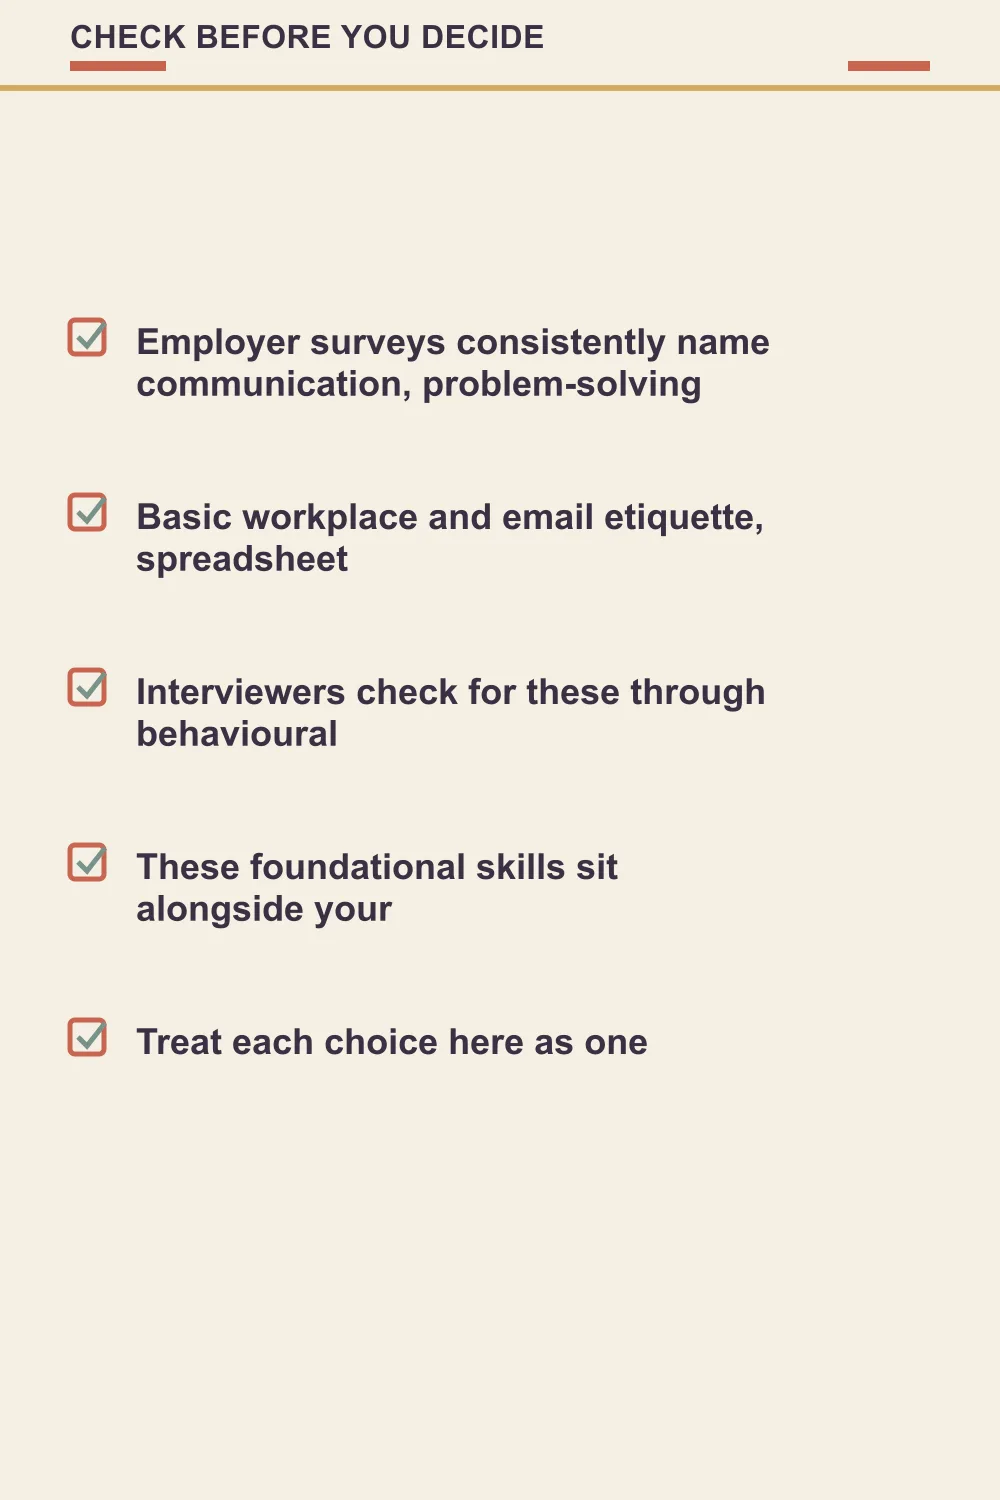 CHECK BEFORE YOU DECIDE
Employer surveys consistently name
communication, problem-solving
Basic workplace and email etiquette,
spreadsheet
Interviewers check for these through
behavioural
These foundational skills sit
alongside your
Treat each choice here as one